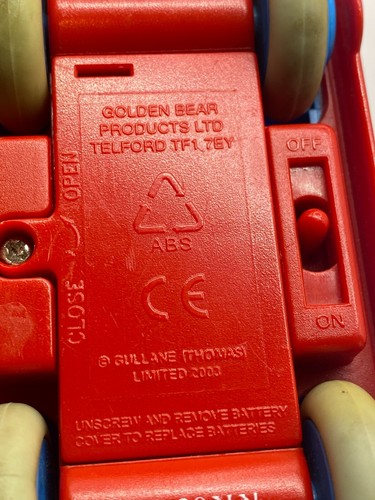 GOLDEN BEAR
PRODUCTS LTD
TELFORD TF1 7EY
OPEN
CLOSE
OFF
ON
ABS
CE
© GULLANE (THOMAS)
LIMITED 2000
UNSCREW AND REMOVE BATTERY
COVER TO REPLACE BATTERIES